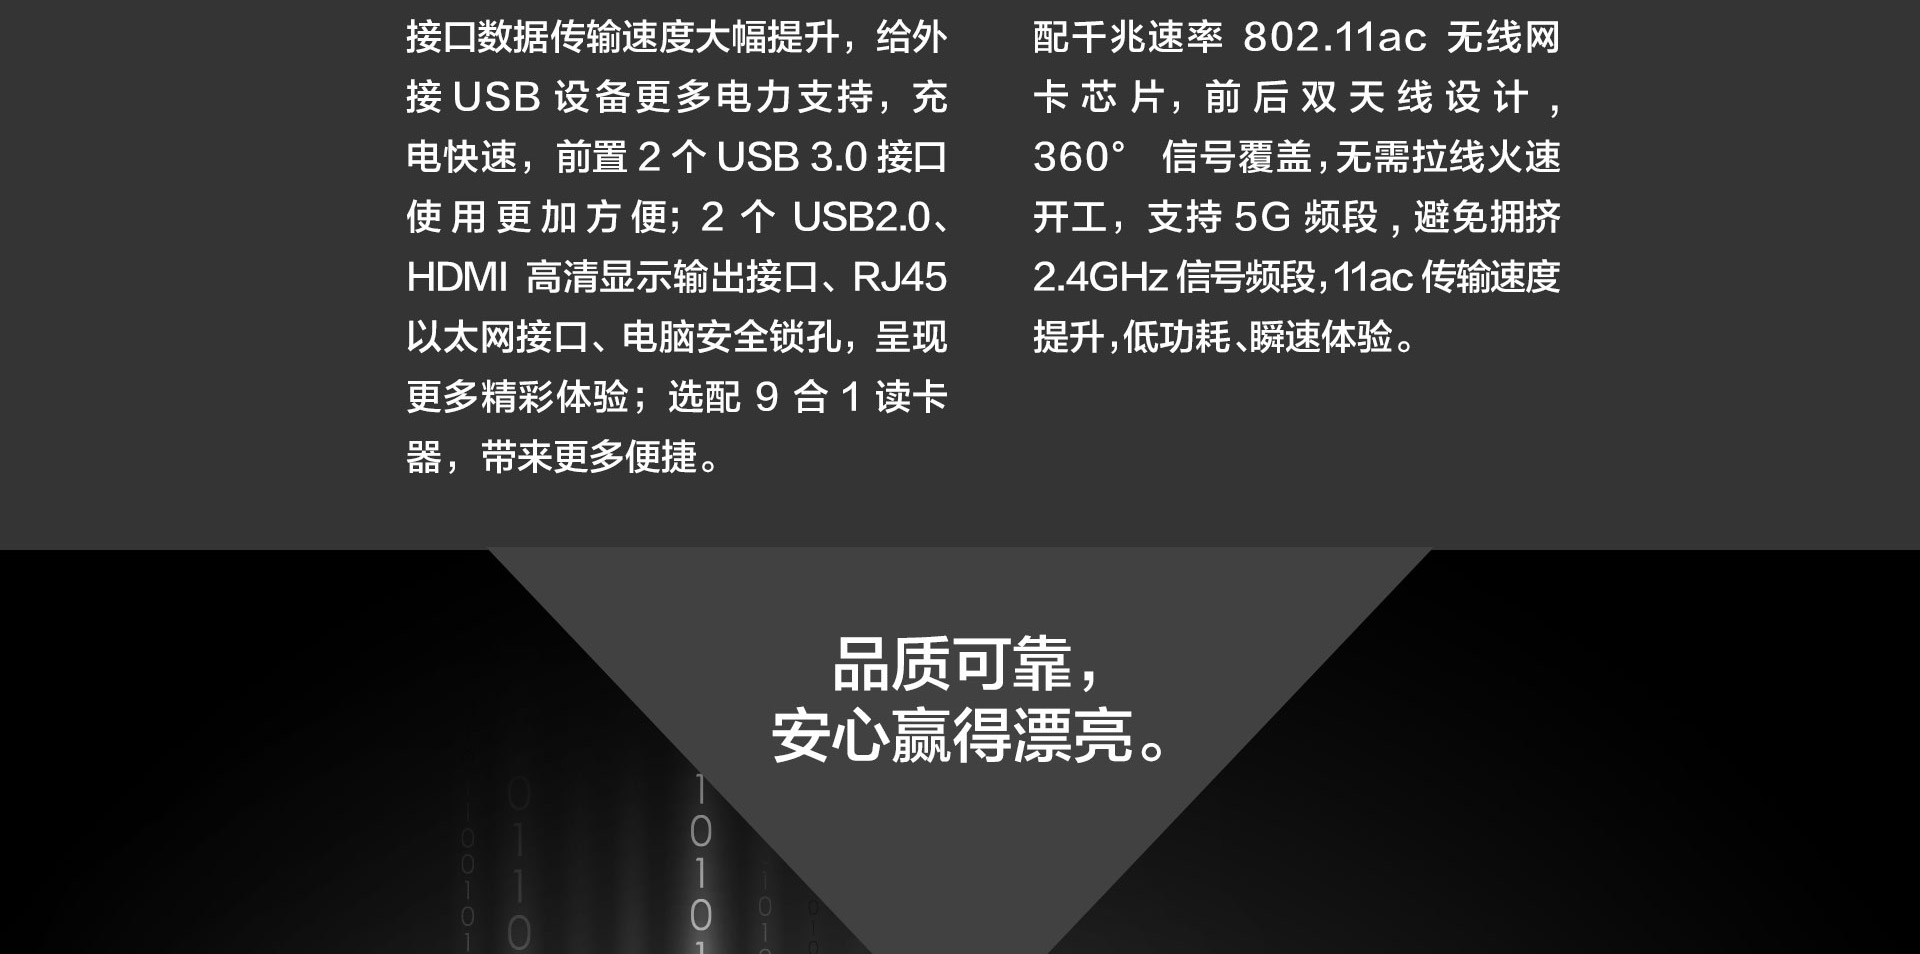 接口数据传输速度大幅提升，给外
接 USB 设备更多电力支持，充
电快速，前置 2 个 USB 3.0 接口
使用更加方便；2 个 USB2.0、
HDMI 高清显示输出接口、RJ45
以太网接口、电脑安全锁孔，呈现
更多精彩体验；选配 9 合 1 读卡
器，带来更多便捷。
配千兆速率 802.11ac 无线网
卡芯片，前后双天线设计，
360° 信号覆盖，无需拉线火速
开工，支持 5G 频段，避免拥挤
2.4GHz 信号频段，11ac 传输速度
提升，低功耗、瞬速体验。
品质可靠，
安心赢得漂亮。